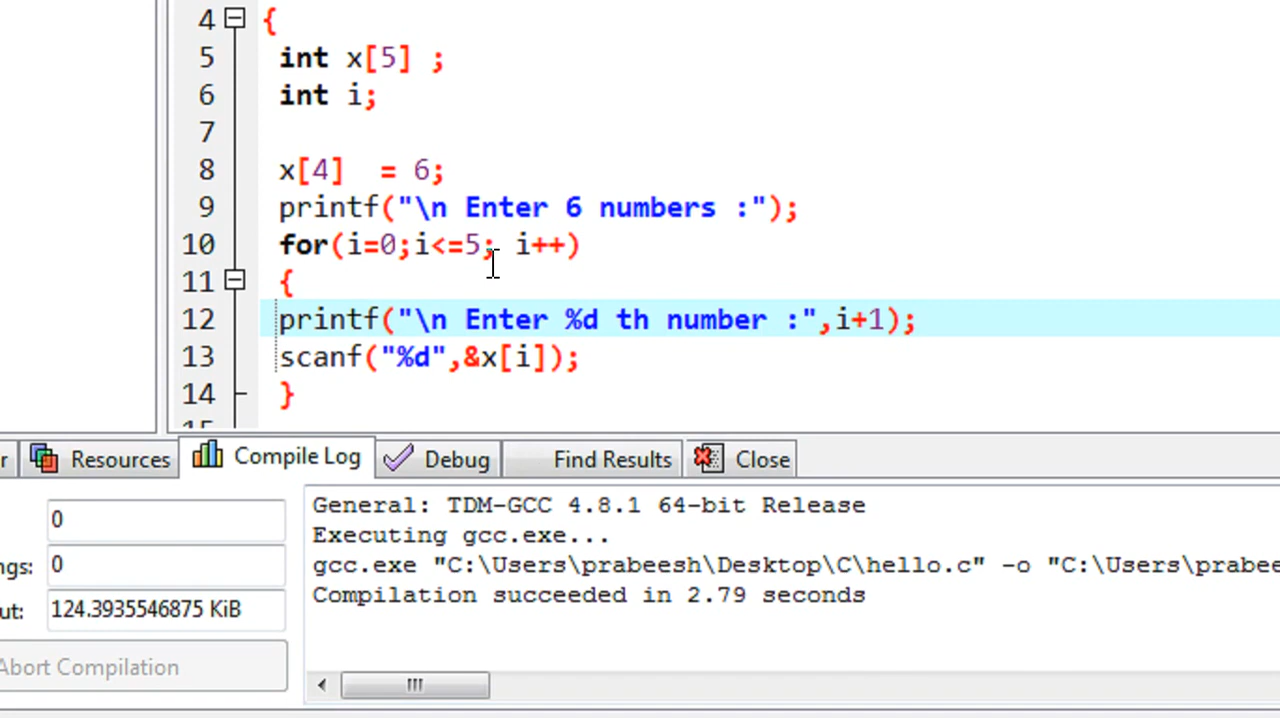 4 {
5 int x[5] ;
6 int i;
7
8 x[4] = 6;
9 printf("\n Enter 6 numbers :");
10 for(i=0;i<=5; i++)
11 {
12 printf("\n Enter %d th number :",i+1);
13 scanf("%d",&x[i]);
14 }
r Resources Compile Log Debug Find Results Close
0
ngs: 0
ut: 124.3935546875 KiB
Abort Compilation
General: TDM-GCC 4.8.1 64-bit Release
Executing gcc.exe...
gcc.exe "C:\Users\prabeesh\Desktop\C\hello.c" -o "C:\Users\prabee
Compilation succeeded in 2.79 seconds